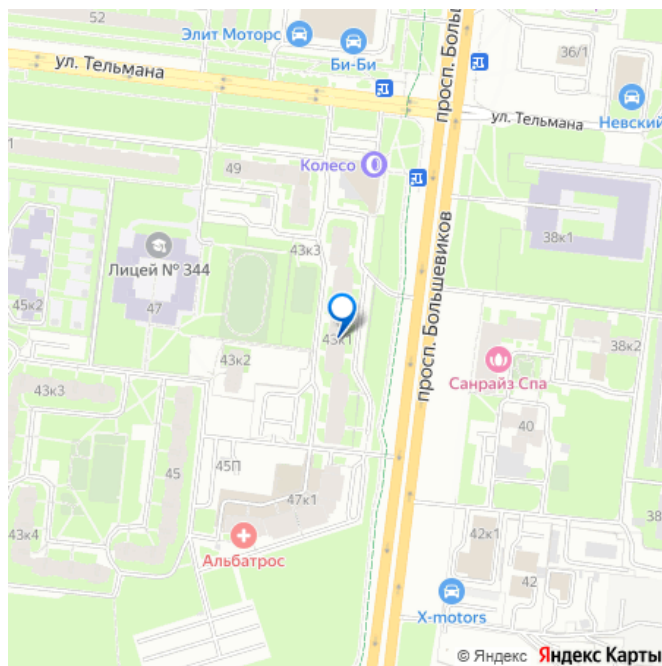 52
Элит Моторс
Би-Би
ул. Тельмана
просп. Больш
36/1
ул. Тельмана
Невский
1
49
Колесо
просп. Большевиков
38к1
43к3
Лицей № 344
45к2
47
43к1
43к2
38к2
Санрайз Спа
43к3
40
45
45П
47к1
43к4
Альбатрос
42к1
38
42
X-motors
© Яндекс Яндекс Карты